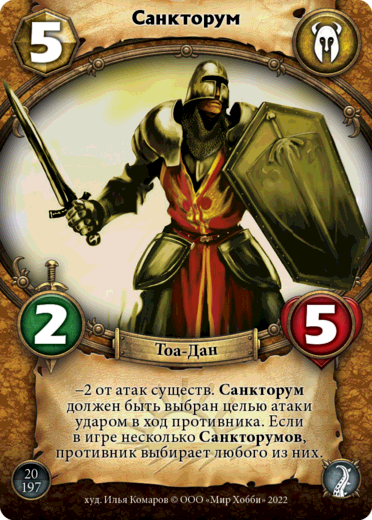 Санкторум
5
2
5
Тоа-Дан
–2 от атак существ. Санкторум
должен быть выбран целью атаки
ударом в ход противника. Если
в игре несколько Санкторумов,
противник выбирает любого из них.
20
197
худ. Илья Комаров © ООО «Мир Хобби» 2022